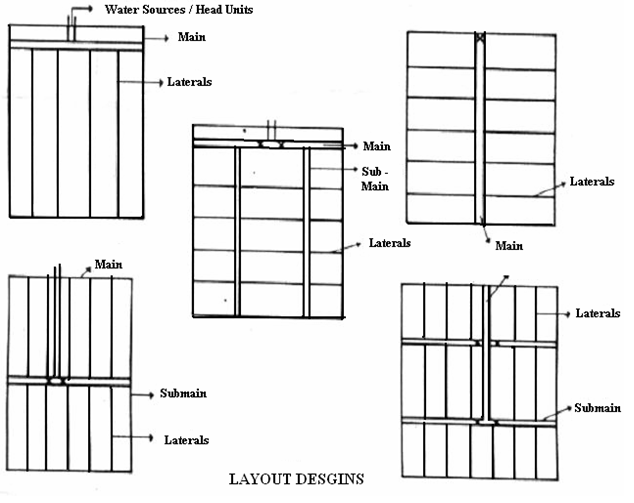 Water Sources / Head Units
Main
Laterals
Main
Sub -
Main
Laterals
Laterals
Main
Main
Submain
Laterals
Laterals
Submain
LAYOUT DESGINS